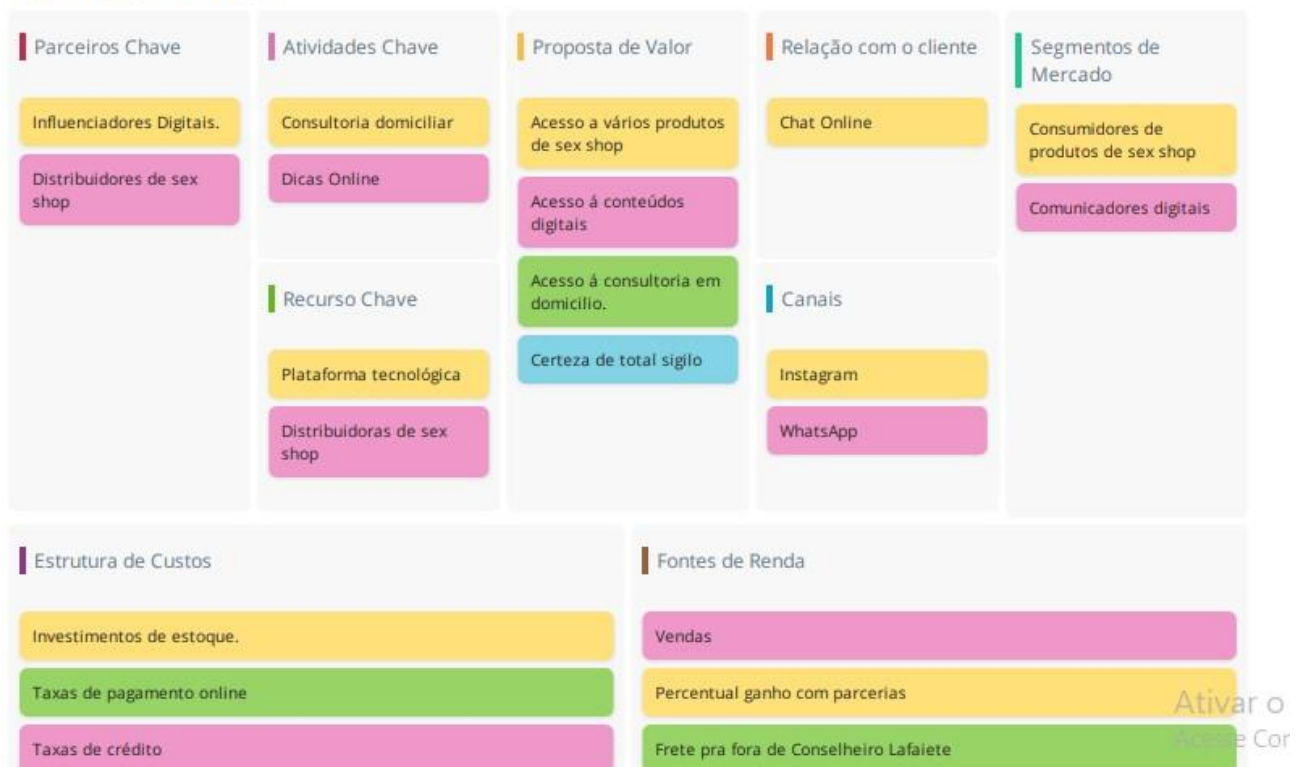 Parceiros Chave
Influenciadores Digitais.
Distribuidores de sex
shop
Atividades Chave
Consultoria domiciliar
Dicas Online
Recurso Chave
Plataforma tecnológica
Distribuidoras de sex
shop
Proposta de Valor
Acesso a vários produtos
de sex shop
Acesso á conteúdos
digitais
Acesso á consultoria em
domicilio.
Certeza de total sigilo
Relação com o cliente
Chat Online
Canais
Instagram
WhatsApp
Segmentos de
Mercado
Consumidores de
produtos de sex shop
Comunicadores digitais
Estrutura de Custos
Investimentos de estoque.
Taxas de pagamento online
Taxas de crédito
Fontes de Renda
Vendas
Percentual ganho com parcerias
Frete pra fora de Conselheiro Lafaiete
Ativar o
Acesse Con